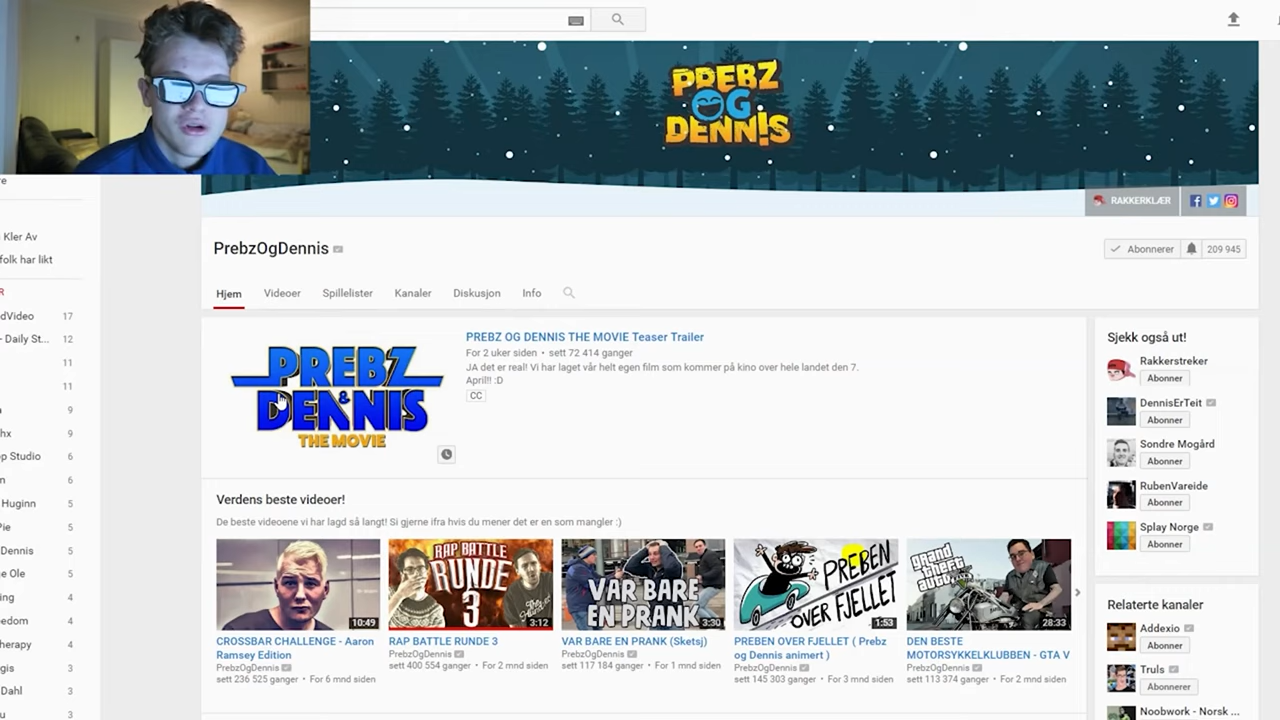 PREBZ
OG
DENNIS
RAKKERKLÆR
PrebzOgDennis
Abonnerer
209 945
Hjem Videoer Spillelister Kanaler Diskusjon Info
re
Kler Av
folk har likt
R
dVideo 17
- Daily St... 12
11
11
a 9
hx 9
op Studio 6
n 6
Huginn 5
Pie 5
Dennis 5
ge Ole 5
ing 5
eedom 4
herapy 4
gis 3
Dahl 3
u 3
PREBZ
& DENNIS
THE MOVIE
PREBZ OG DENNIS THE MOVIE Teaser Trailer
For 2 uker siden • sett 72 414 ganger
JA det er real! Vi har laget vår helt egen film som kommer på kino over hele landet den 7.
April!! :D
CC
Verdens beste videoer!
De beste videoene vi har lagd så langt! Si gjerne ifra hvis du mener det er en som mangler :)
10:49
RAP BATTLE
RUNDE
3
3:12
VAR BARE
EN PRANK
3:30
PREBEN
OVER FJELLET
1:53
grand
theft
auto
28:33
CROSSBAR CHALLENGE - Aaron
Ramsey Edition
PrebzOgDennis
sett 236 525 ganger • For 6 mnd siden
RAP BATTLE RUNDE 3
PrebzOgDennis
sett 400 554 ganger • For 2 mnd siden
VAR BARE EN PRANK (Sketsj)
PrebzOgDennis
sett 117 184 ganger • For 1 mnd siden
PREBEN OVER FJELLET ( Prebz
og Dennis animert )
PrebzOgDennis
sett 145 303 ganger • For 3 mnd siden
DEN BESTE
MOTORSYKKELKLUBBEN - GTA V
PrebzOgDennis
sett 113 374 ganger • For 2 mnd siden
Sjekk også ut!
Rakkerstreker
Abonner
DennisErTeit
Abonner
Sondre Mogård
Abonner
RubenVareide
Abonner
Splay Norge
Abonner
Relaterte kanaler
Addexio
Abonner
Truls
Abonnerer
Noobwork - Norsk ...